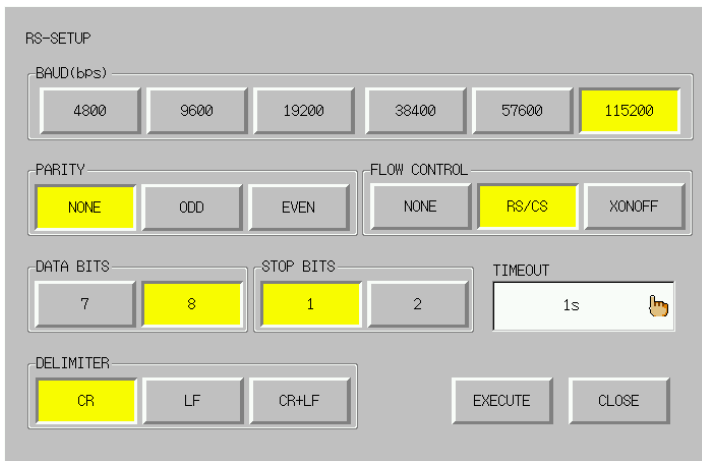 RS-SETUP
BAUD(bps)
4800 9600 19200 38400 57600 115200
PARITY FLOW CONTROL
NONE ODD EVEN NONE RS/CS XONOFF
DATA BITS STOP BITS TIMEOUT
7 8 1 2 1s
DELIMITER
CR LF CR+LF EXECUTE CLOSE